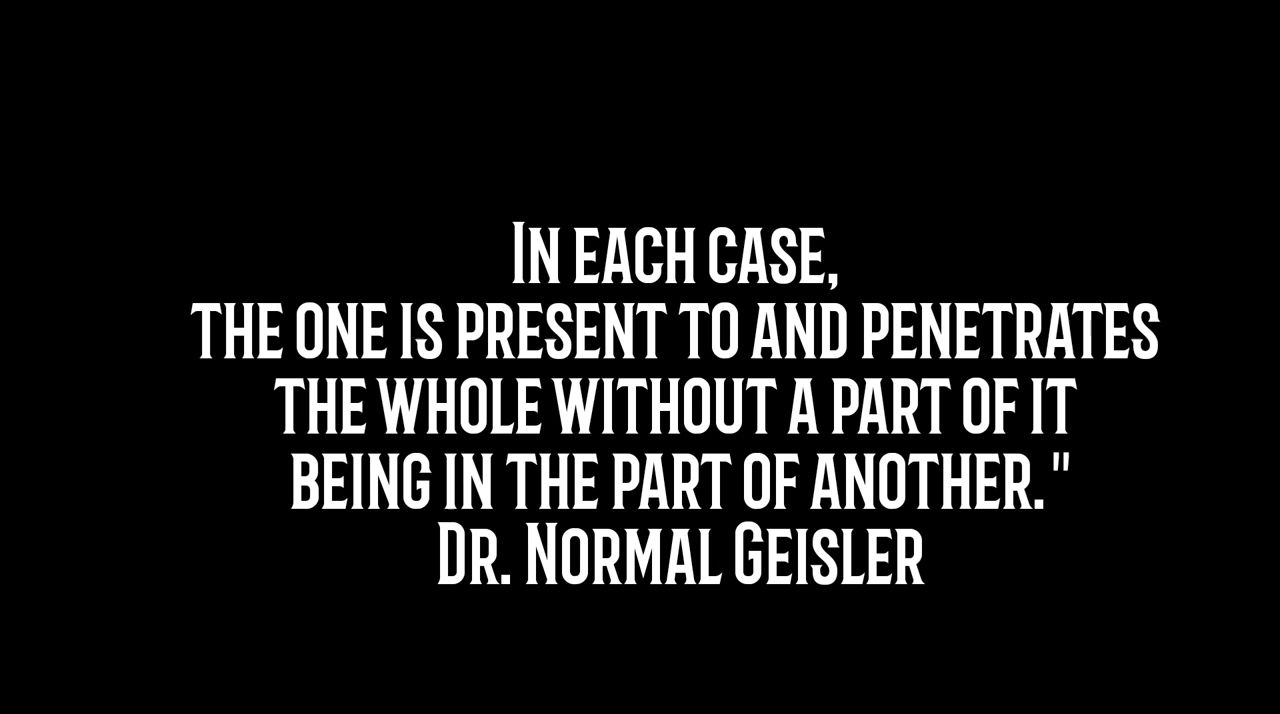 In each case,
the one is present to and penetrates
the whole without a part of it
being in the part of another."
Dr. Normal Geisler